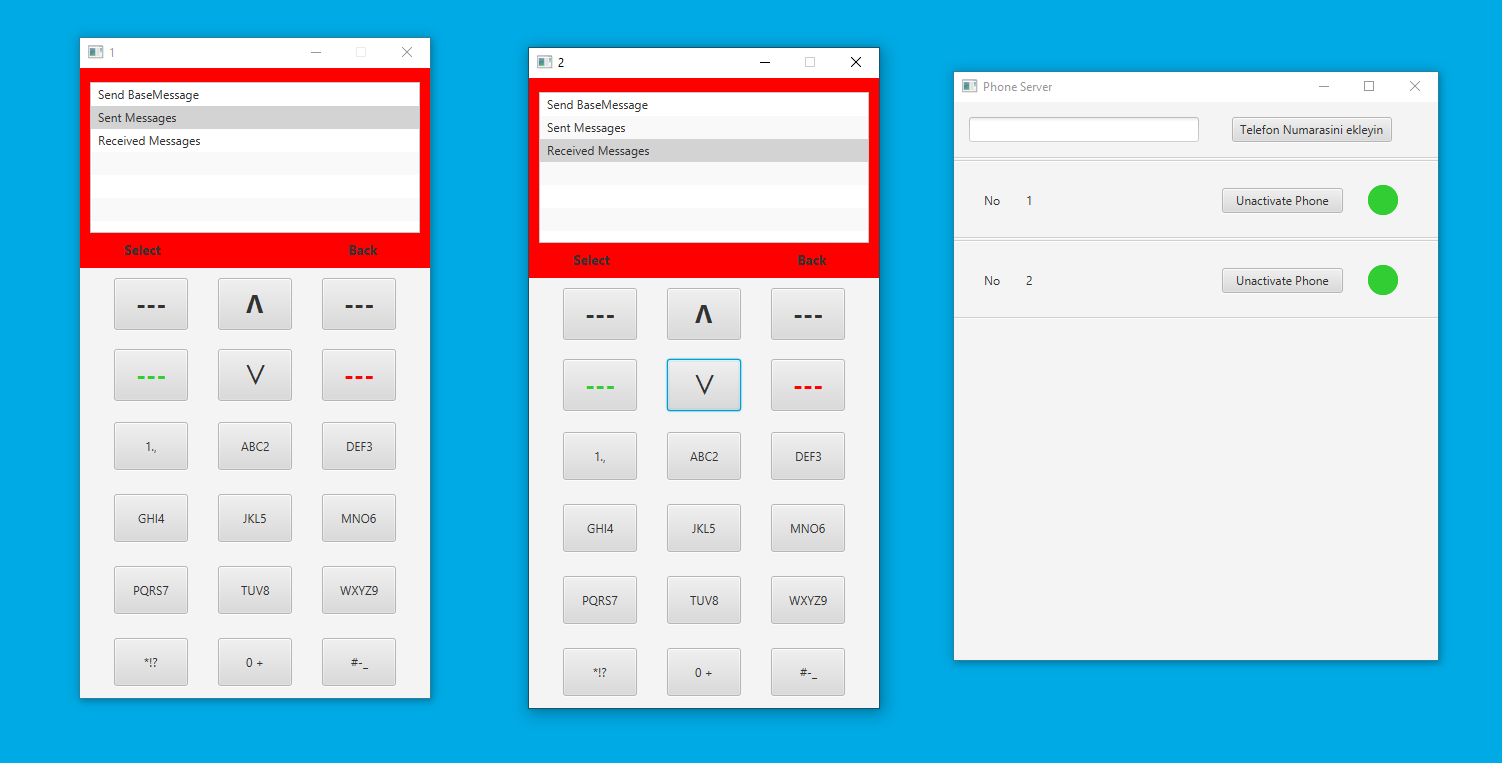 1
Send BaseMessage
Sent Messages
Received Messages
Select Back
--- Λ ---
--- V ---
1., ABC2 DEF3
GHI4 JKL5 MNO6
PQRS7 TUV8 WXYZ9
*!? 0 + #-_
2
Send BaseMessage
Sent Messages
Received Messages
Select Back
--- Λ ---
--- V ---
1., ABC2 DEF3
GHI4 JKL5 MNO6
PQRS7 TUV8 WXYZ9
*!? 0 + #-_
Phone Server
Telefon Numarasini ekleyin
No 1 Unactivate Phone
No 2 Unactivate Phone